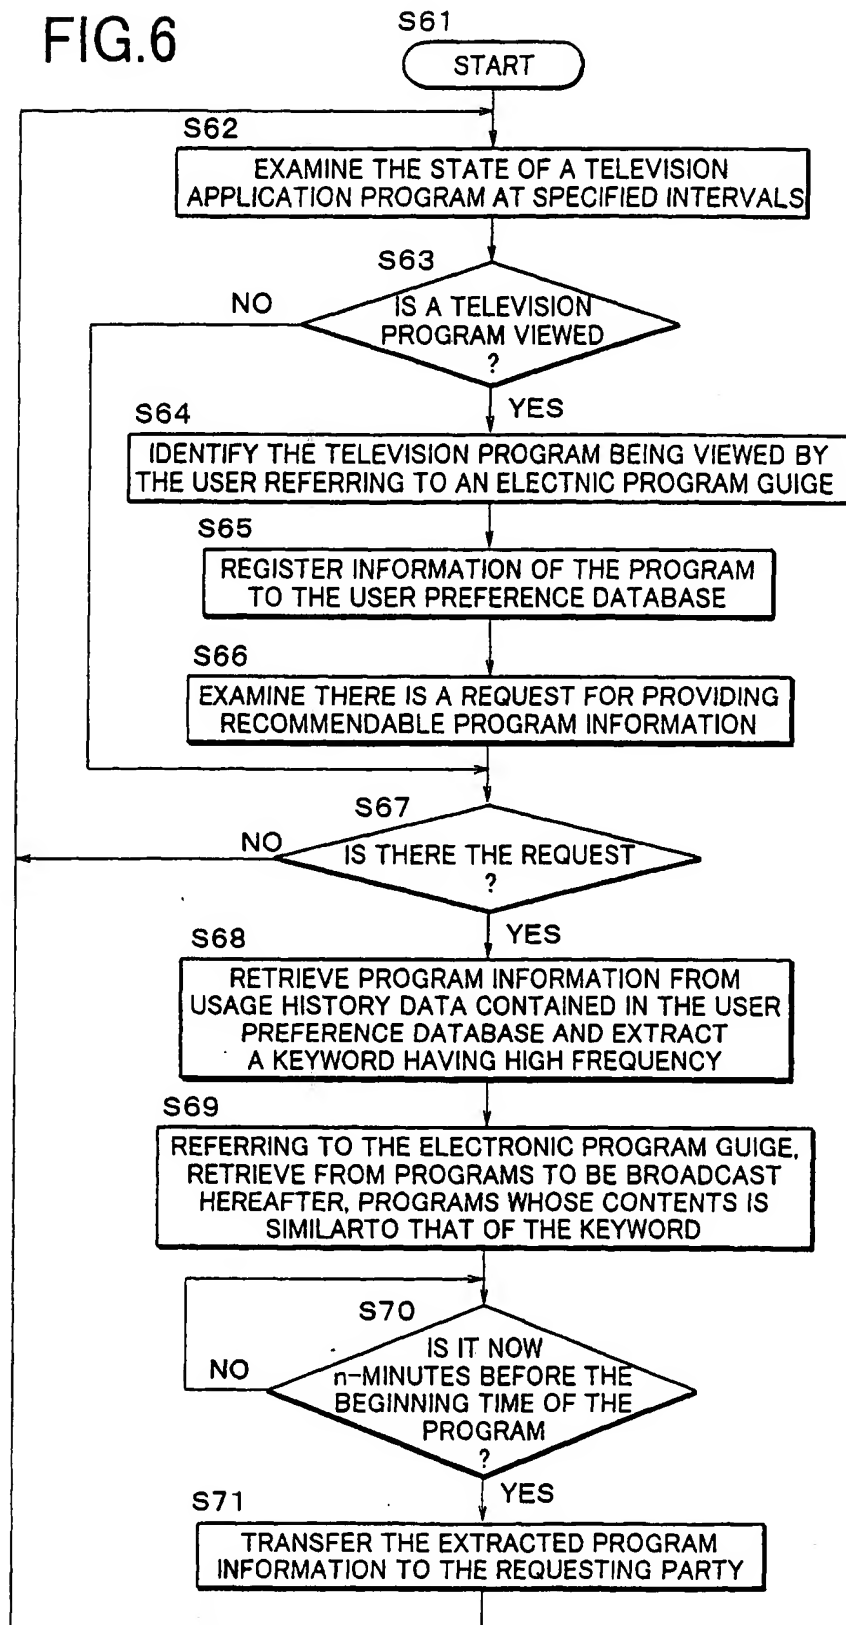 FIG.6
S61
START
S62
EXAMINE THE STATE OF A TELEVISION
APPLICATION PROGRAM AT SPECIFIED INTERVALS
S63
NO
IS A TELEVISION
PROGRAM VIEWED
?
YES
S64
IDENTIFY THE TELEVISION PROGRAM BEING VIEWED BY
THE USER REFERRING TO AN ELECTNIC PROGRAM GUIGE
S65
REGISTER INFORMATION OF THE PROGRAM
TO THE USER PREFERENCE DATABASE
S66
EXAMINE THERE IS A REQUEST FOR PROVIDING
RECOMMENDABLE PROGRAM INFORMATION
S67
NO
IS THERE THE REQUEST
?
YES
S68
RETRIEVE PROGRAM INFORMATION FROM
USAGE HISTORY DATA CONTAINED IN THE USER
PREFERENCE DATABASE AND EXTRACT
A KEYWORD HAVING HIGH FREQUENCY
S69
REFERRING TO THE ELECTRONIC PROGRAM GUIGE,
RETRIEVE FROM PROGRAMS TO BE BROADCAST
HEREAFTER, PROGRAMS WHOSE CONTENTS IS
SIMILARTO THAT OF THE KEYWORD
S70
NO
IS IT NOW
n-MINUTES BEFORE THE
BEGINNING TIME OF THE
PROGRAM
?
YES
S71
TRANSFER THE EXTRACTED PROGRAM
INFORMATION TO THE REQUESTING PARTY